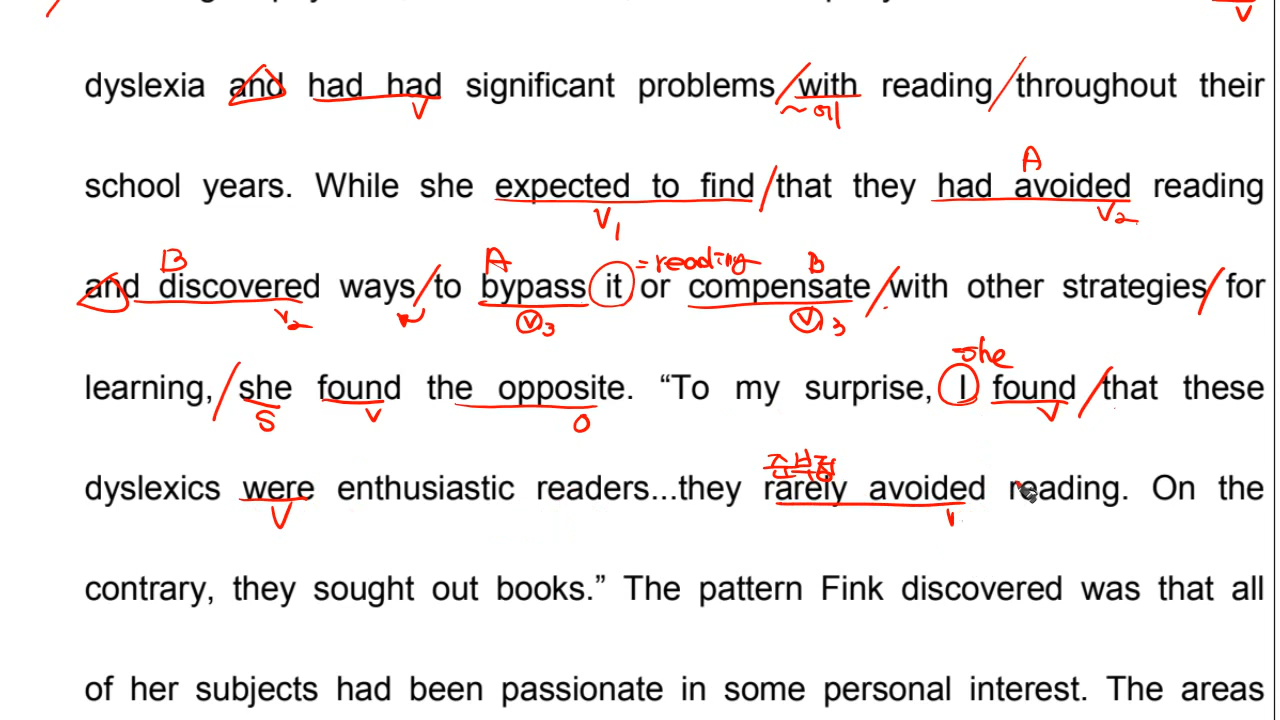 V
dyslexia and had had significant problems with reading throughout their
V ~에
A
school years. While she expected to find that they had avoided reading
V1 V2
B A = reading B
and discovered ways to bypass it or compensate with other strategies for
V2 V3 V3
she
learning, she found the opposite. “To my surprise, I found that these
S V O V
준부정
dyslexics were enthusiastic readers...they rarely avoided reading. On the
V V
contrary, they sought out books.” The pattern Fink discovered was that all
of her subjects had been passionate in some personal interest. The areas